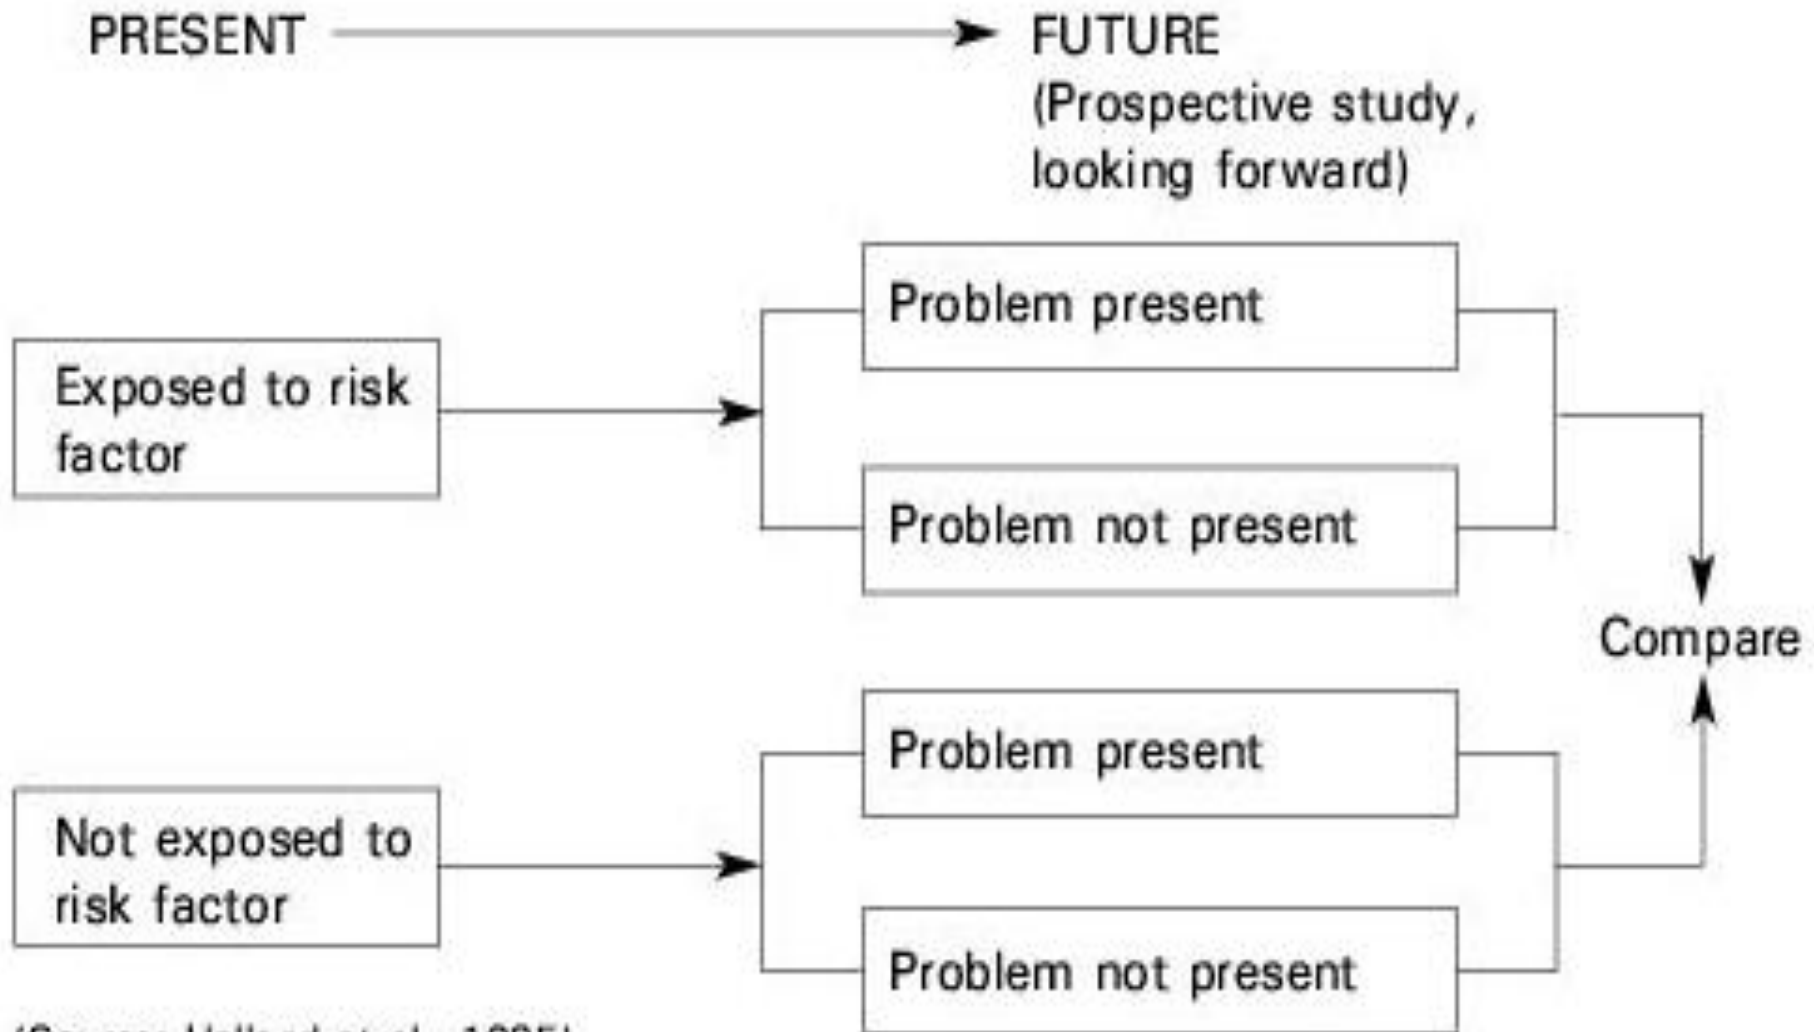 PRESENT
FUTURE
(Prospective study,
looking forward)
Problem present
Exposed to risk
factor
Problem not present
Compare
Problem present
Not exposed to
risk factor
Problem not present